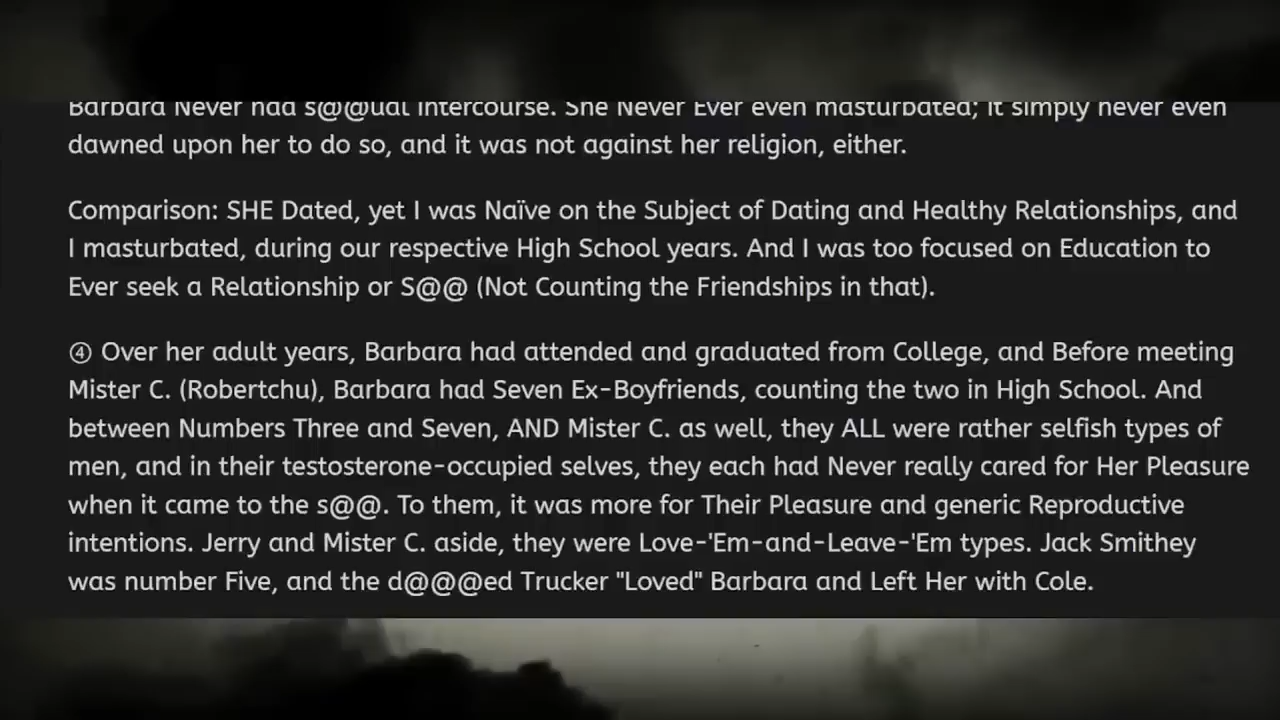 Barbara Never had s@@ual intercourse. She Never Ever even masturbated; it simply never even
dawned upon her to do so, and it was not against her religion, either.
Comparison: SHE Dated, yet I was Naïve on the Subject of Dating and Healthy Relationships, and
I masturbated, during our respective High School years. And I was too focused on Education to
Ever seek a Relationship or S@@ (Not Counting the Friendships in that).
④ Over her adult years, Barbara had attended and graduated from College, and Before meeting
Mister C. (Robertchu), Barbara had Seven Ex-Boyfriends, counting the two in High School. And
between Numbers Three and Seven, AND Mister C. as well, they ALL were rather selfish types of
men, and in their testosterone-occupied selves, they each had Never really cared for Her Pleasure
when it came to the s@@. To them, it was more for Their Pleasure and generic Reproductive
intentions. Jerry and Mister C. aside, they were Love-'Em-and-Leave-'Em types. Jack Smithey
was number Five, and the d@@@ed Trucker "Loved" Barbara and Left Her with Cole.